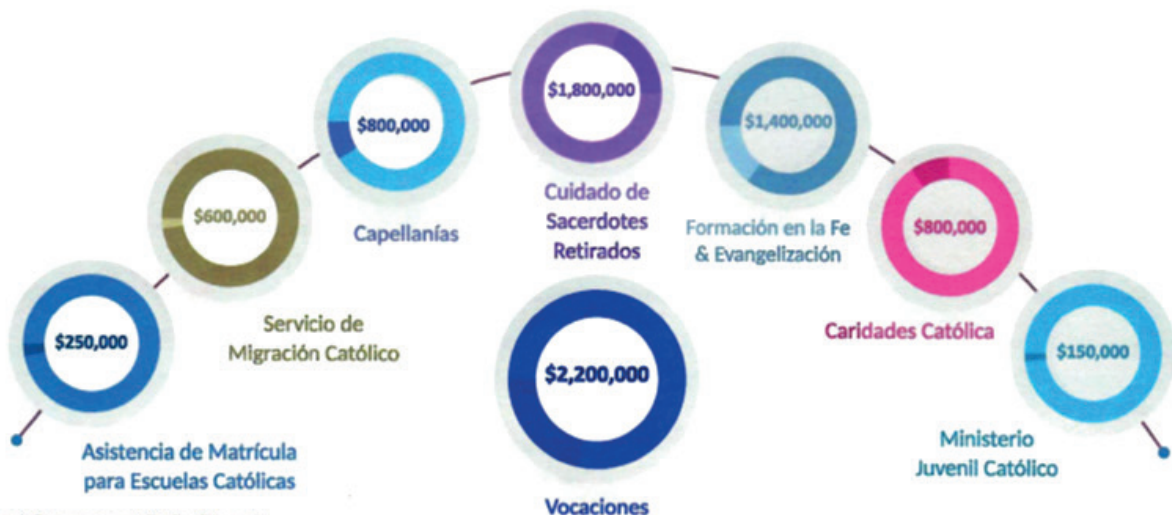 $250,000
Asistencia de Matrícula
para Escuelas Católicas
$600,000
Servicio de
Migración Católico
$800,000
Capellanías
$1,800,000
Cuidado de
Sacerdotes
Retirados
$1,400,000
Formación en la Fe
& Evangelización
$800,000
Caridades Católica
$150,000
Ministerio
Juvenil Católico
$2,200,000
Vocaciones